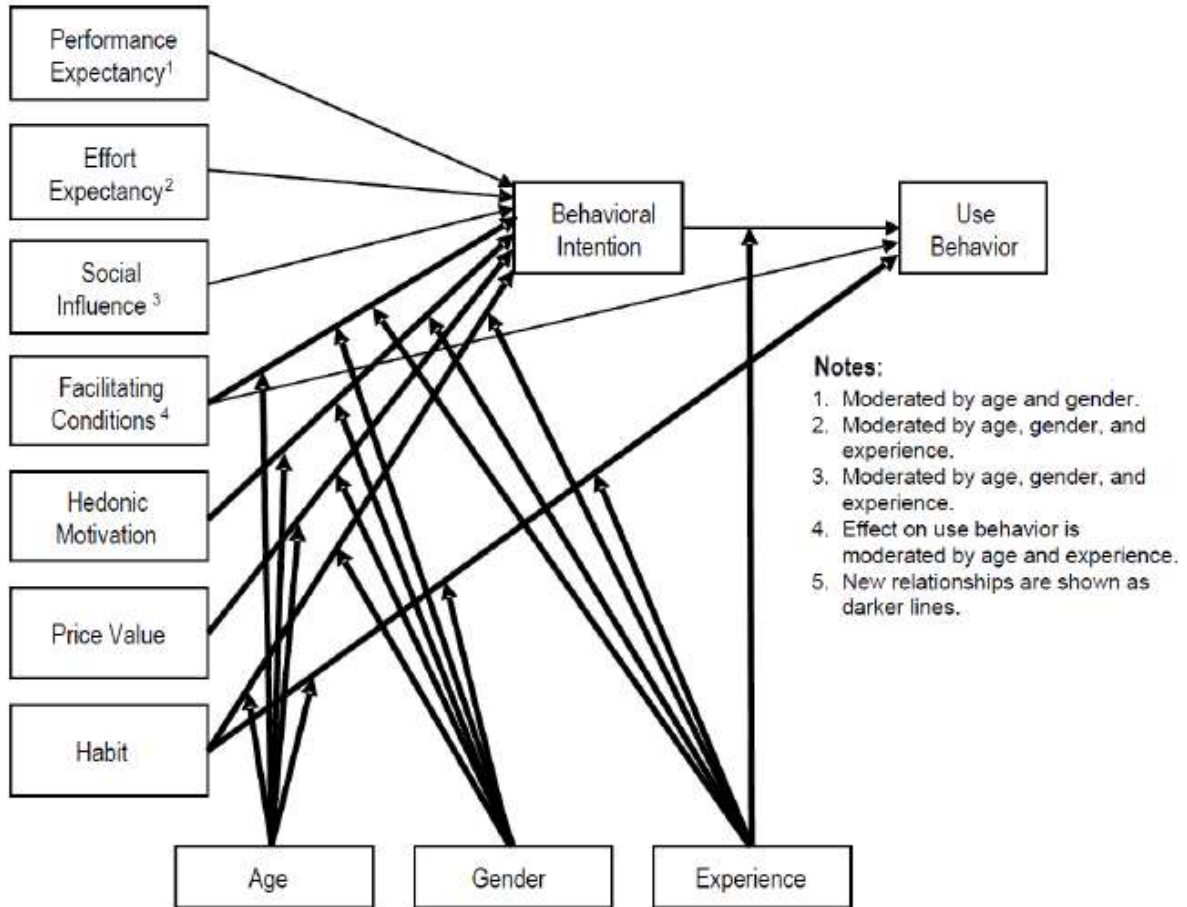 Performance
Expectancy¹
Effort
Expectancy²
Behavioral
Intention
Use
Behavior
Social
Influence ³
Facilitating
Conditions ⁴
Notes:
1. Moderated by age and gender.
2. Moderated by age, gender, and
experience.
3. Moderated by age, gender, and
experience.
4. Effect on use behavior is
moderated by age and experience.
5. New relationships are shown as
darker lines.
Hedonic
Motivation
Price Value
Habit
Age
Gender
Experience